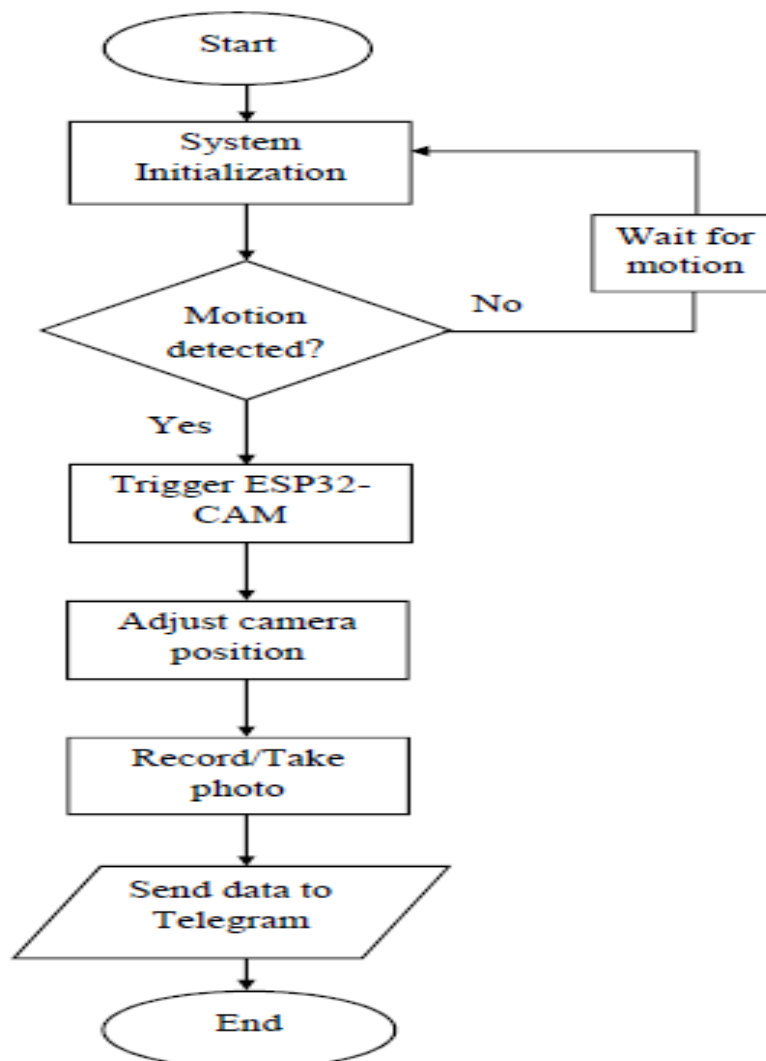 Start
System
Initialization
Wait for
motion
No
Motion
detected?
Yes
Trigger ESP32-
CAM
Adjust camera
position
Record/Take
photo
Send data to
Telegram
End